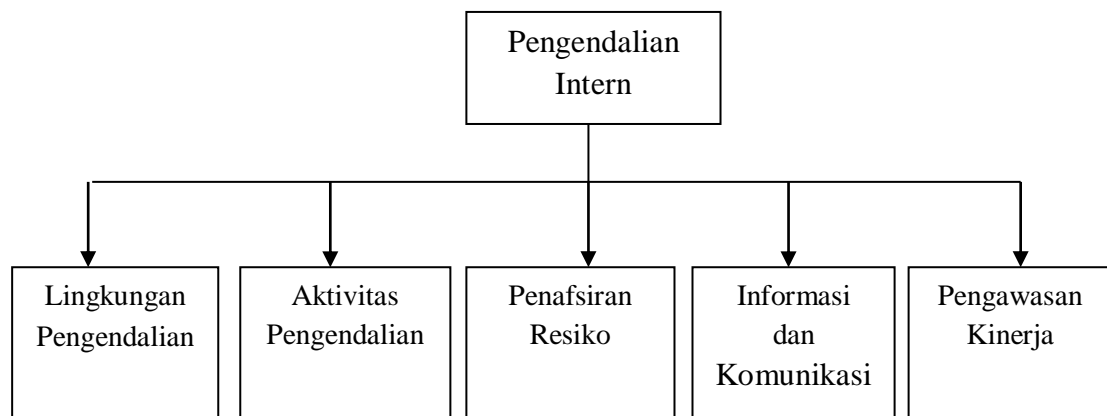 Pengendalian
Intern
Lingkungan
Pengendalian
Aktivitas
Pengendalian
Penafsiran
Resiko
Informasi
dan
Komunikasi
Pengawasan
Kinerja